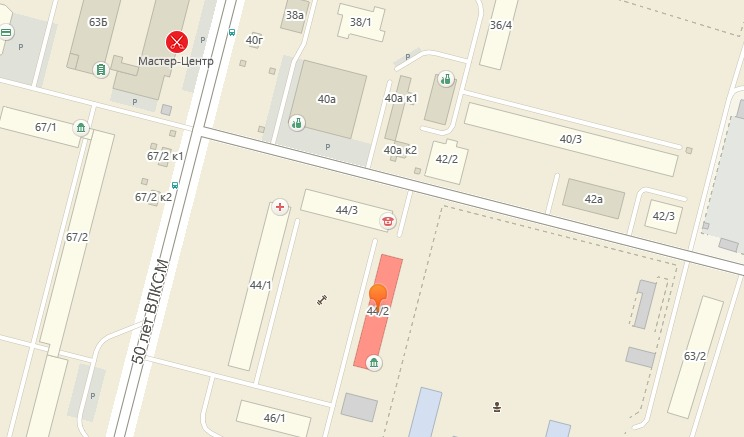 38а
36/4
63Б
38/1
40г
P
P
P
Мастер-Центр
40а
40а к1
P
67/1
40/3
P
67/2 к1
40а к2
42/2
67/2 к2
42а
44/3
42/3
67/2
44/1
50 лет ВЛКСМ
44/2
63/2
P
46/1